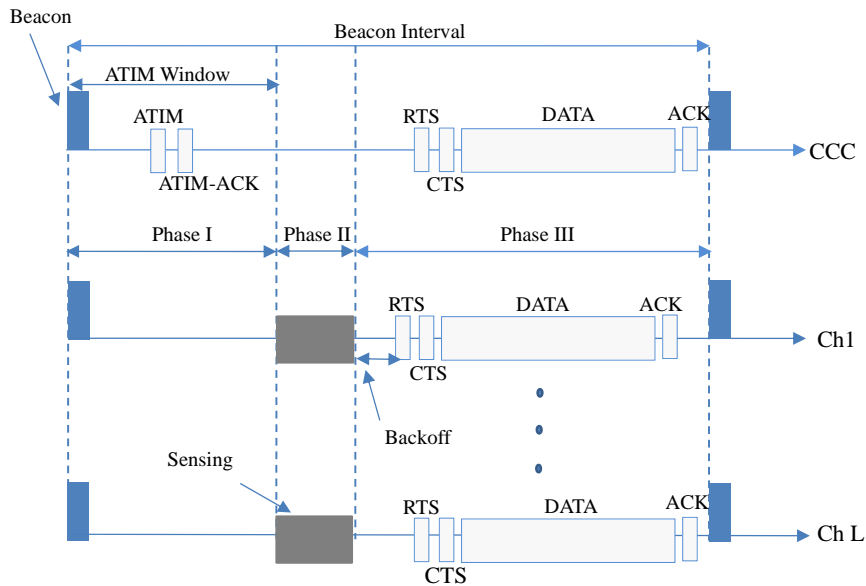 Beacon
Beacon Interval
ATIM Window
ATIM
RTS
DATA
ACK
CCC
ATIM-ACK
CTS
Phase I
Phase II
Phase III
RTS
DATA
ACK
Ch1
CTS
Backoff
Sensing
RTS
DATA
ACK
Ch L
CTS